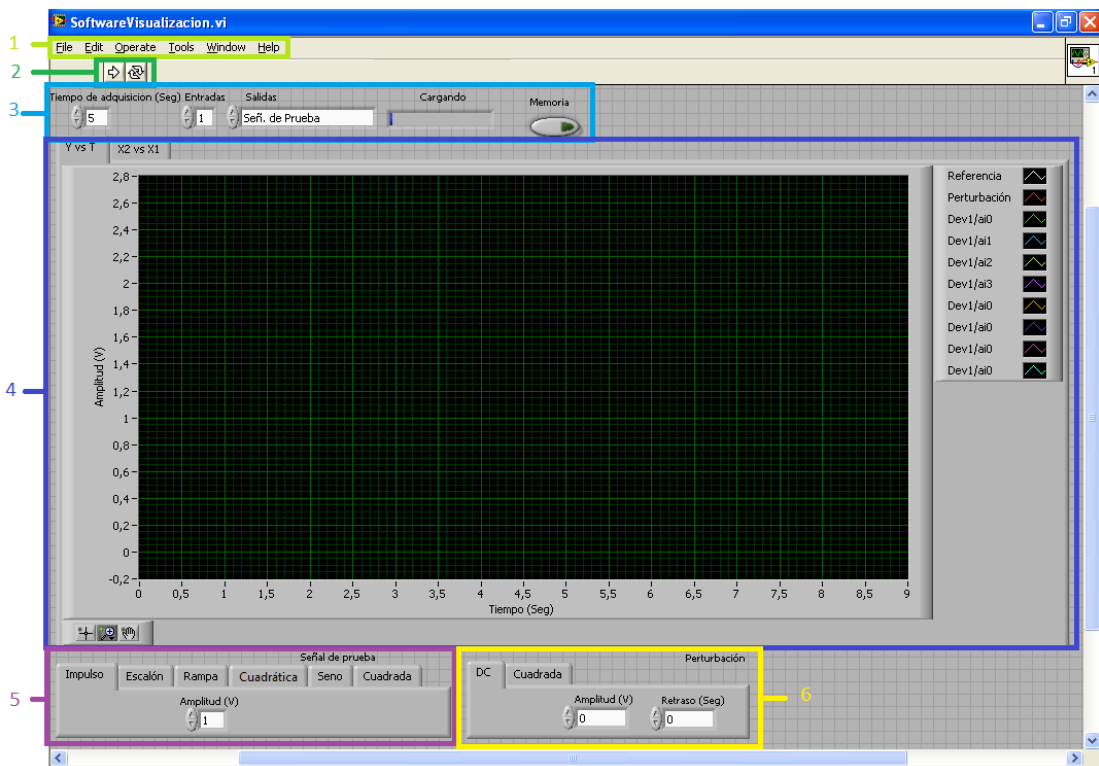 SoftwareVisualizacion.vi
1 File Edit Operate Tools Window Help
2
1
3
Tiempo de adquisicion (Seg) Entradas Salidas Cargando Memoria
5 1 Señ. de Prueba
Y vs T X2 vs X1
4
Amplitud (V)
2,8
2,6
2,4
2,2
2
1,8
1,6
1,4
1,2
1
0,8
0,6
0,4
0,2
0
-0,2
0 0,5 1 1,5 2 2,5 3 3,5 4 4,5 5 5,5 6 6,5 7 7,5 8 8,5 9
Tiempo (Seg)
Referencia
Perturbación
Dev1/ai0
Dev1/ai1
Dev1/ai2
Dev1/ai3
Dev1/ai0
Dev1/ai0
Dev1/ai0
Dev1/ai0
5
Señal de prueba
Impulso Escalón Rampa Cuadrática Seno Cuadrada
Amplitud (V)
1
Perturbación
DC Cuadrada
Amplitud (V) Retraso (Seg)
0 0
6